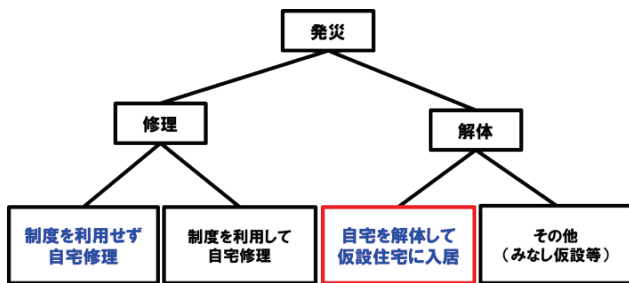 発災
修理
解体
制度を利用せず
自宅修理
制度を利用して
自宅修理
自宅を解体して
仮設住宅に入居
その他
（みなし仮設等）